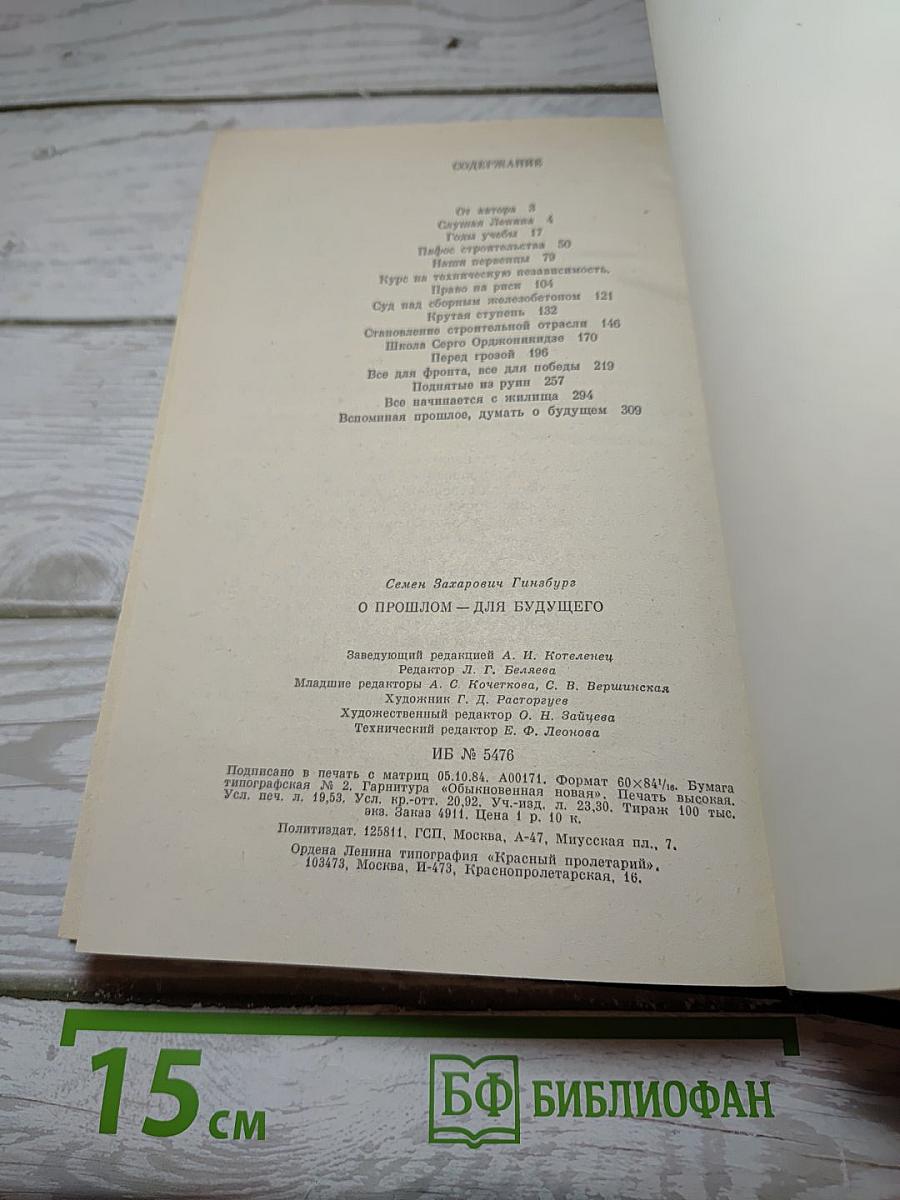 СОДЕРЖАНИЕ
От автора 3
Слушая Ленина 4
Годы учебы 17
Пафос строительства 50
Наши первенцы 79
Курс на техническую независимость.
Право на риск 104
Суд над сборным железобетоном 121
Крутая ступень 132
Становление строительной отрасли 146
Школа Серго Орджоникидзе 170
Перед грозой 196
Все для фронта, все для победы 219
Поднятые из руин 257
Все начинается с жилища 294
Вспоминая прошлое, думать о будущем 309
Семен Захарович Гинзбург
О ПРОШЛОМ — ДЛЯ БУДУЩЕГО
Заведующий редакцией А. И. Котеленец
Редактор Л. Г. Беляева
Младшие редакторы А. С. Кочеткова, С. В. Вершинская
Художник Г. Д. Расторгуев
Художественный редактор О. Н. Зайцева
Технический редактор Е. Ф. Леонова
ИБ № 5476
Подписано в печать с матриц 05.10.84. А00171. Формат 60×84¹/₁₆. Бумага
типографская № 2. Гарнитура «Обыкновенная новая». Печать высокая.
Усл. печ. л. 19,53. Усл. кр.-отт. 20,92. Уч.-изд. л. 23,30. Тираж 100 тыс.
экз. Заказ 4911. Цена 1 р. 10 к.
Политиздат. 125811, ГСП, Москва, А-47, Миусская пл., 7.
Ордена Ленина типография «Красный пролетарий».
103473, Москва, И-473, Краснопролетарская, 16.
15 см
БФ БИБЛИОФАН